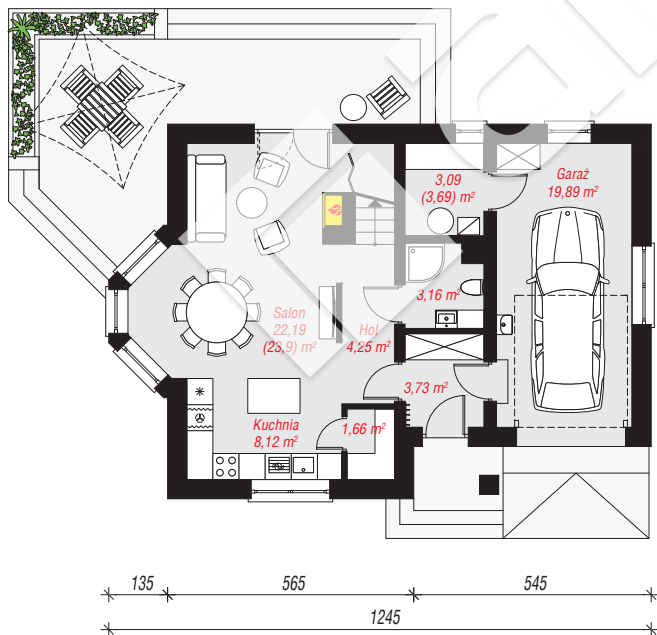 3,09
(3,69) m²
Garaż
19,89 m²
3,16 m²
Salon
22,19
(23,9) m²
Hol
4,25 m²
3,73 m²
Kuchnia
8,12 m²
1,66 m²
135
565
545
1245